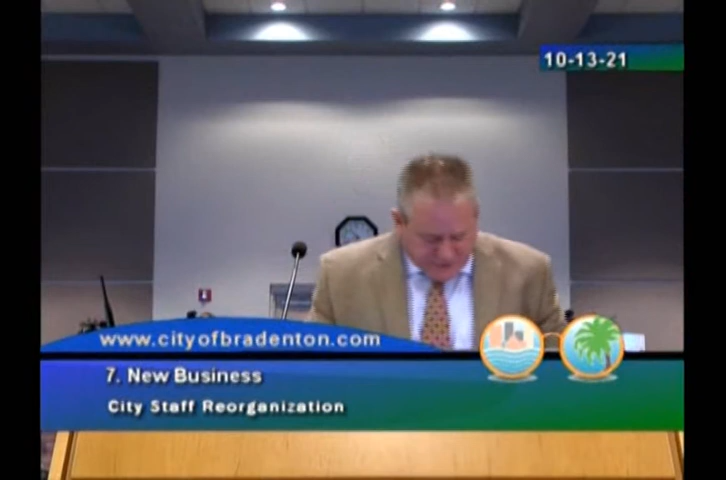 10-13-21
www.cityofbradenton.com
7. New Business
City Staff Reorganization